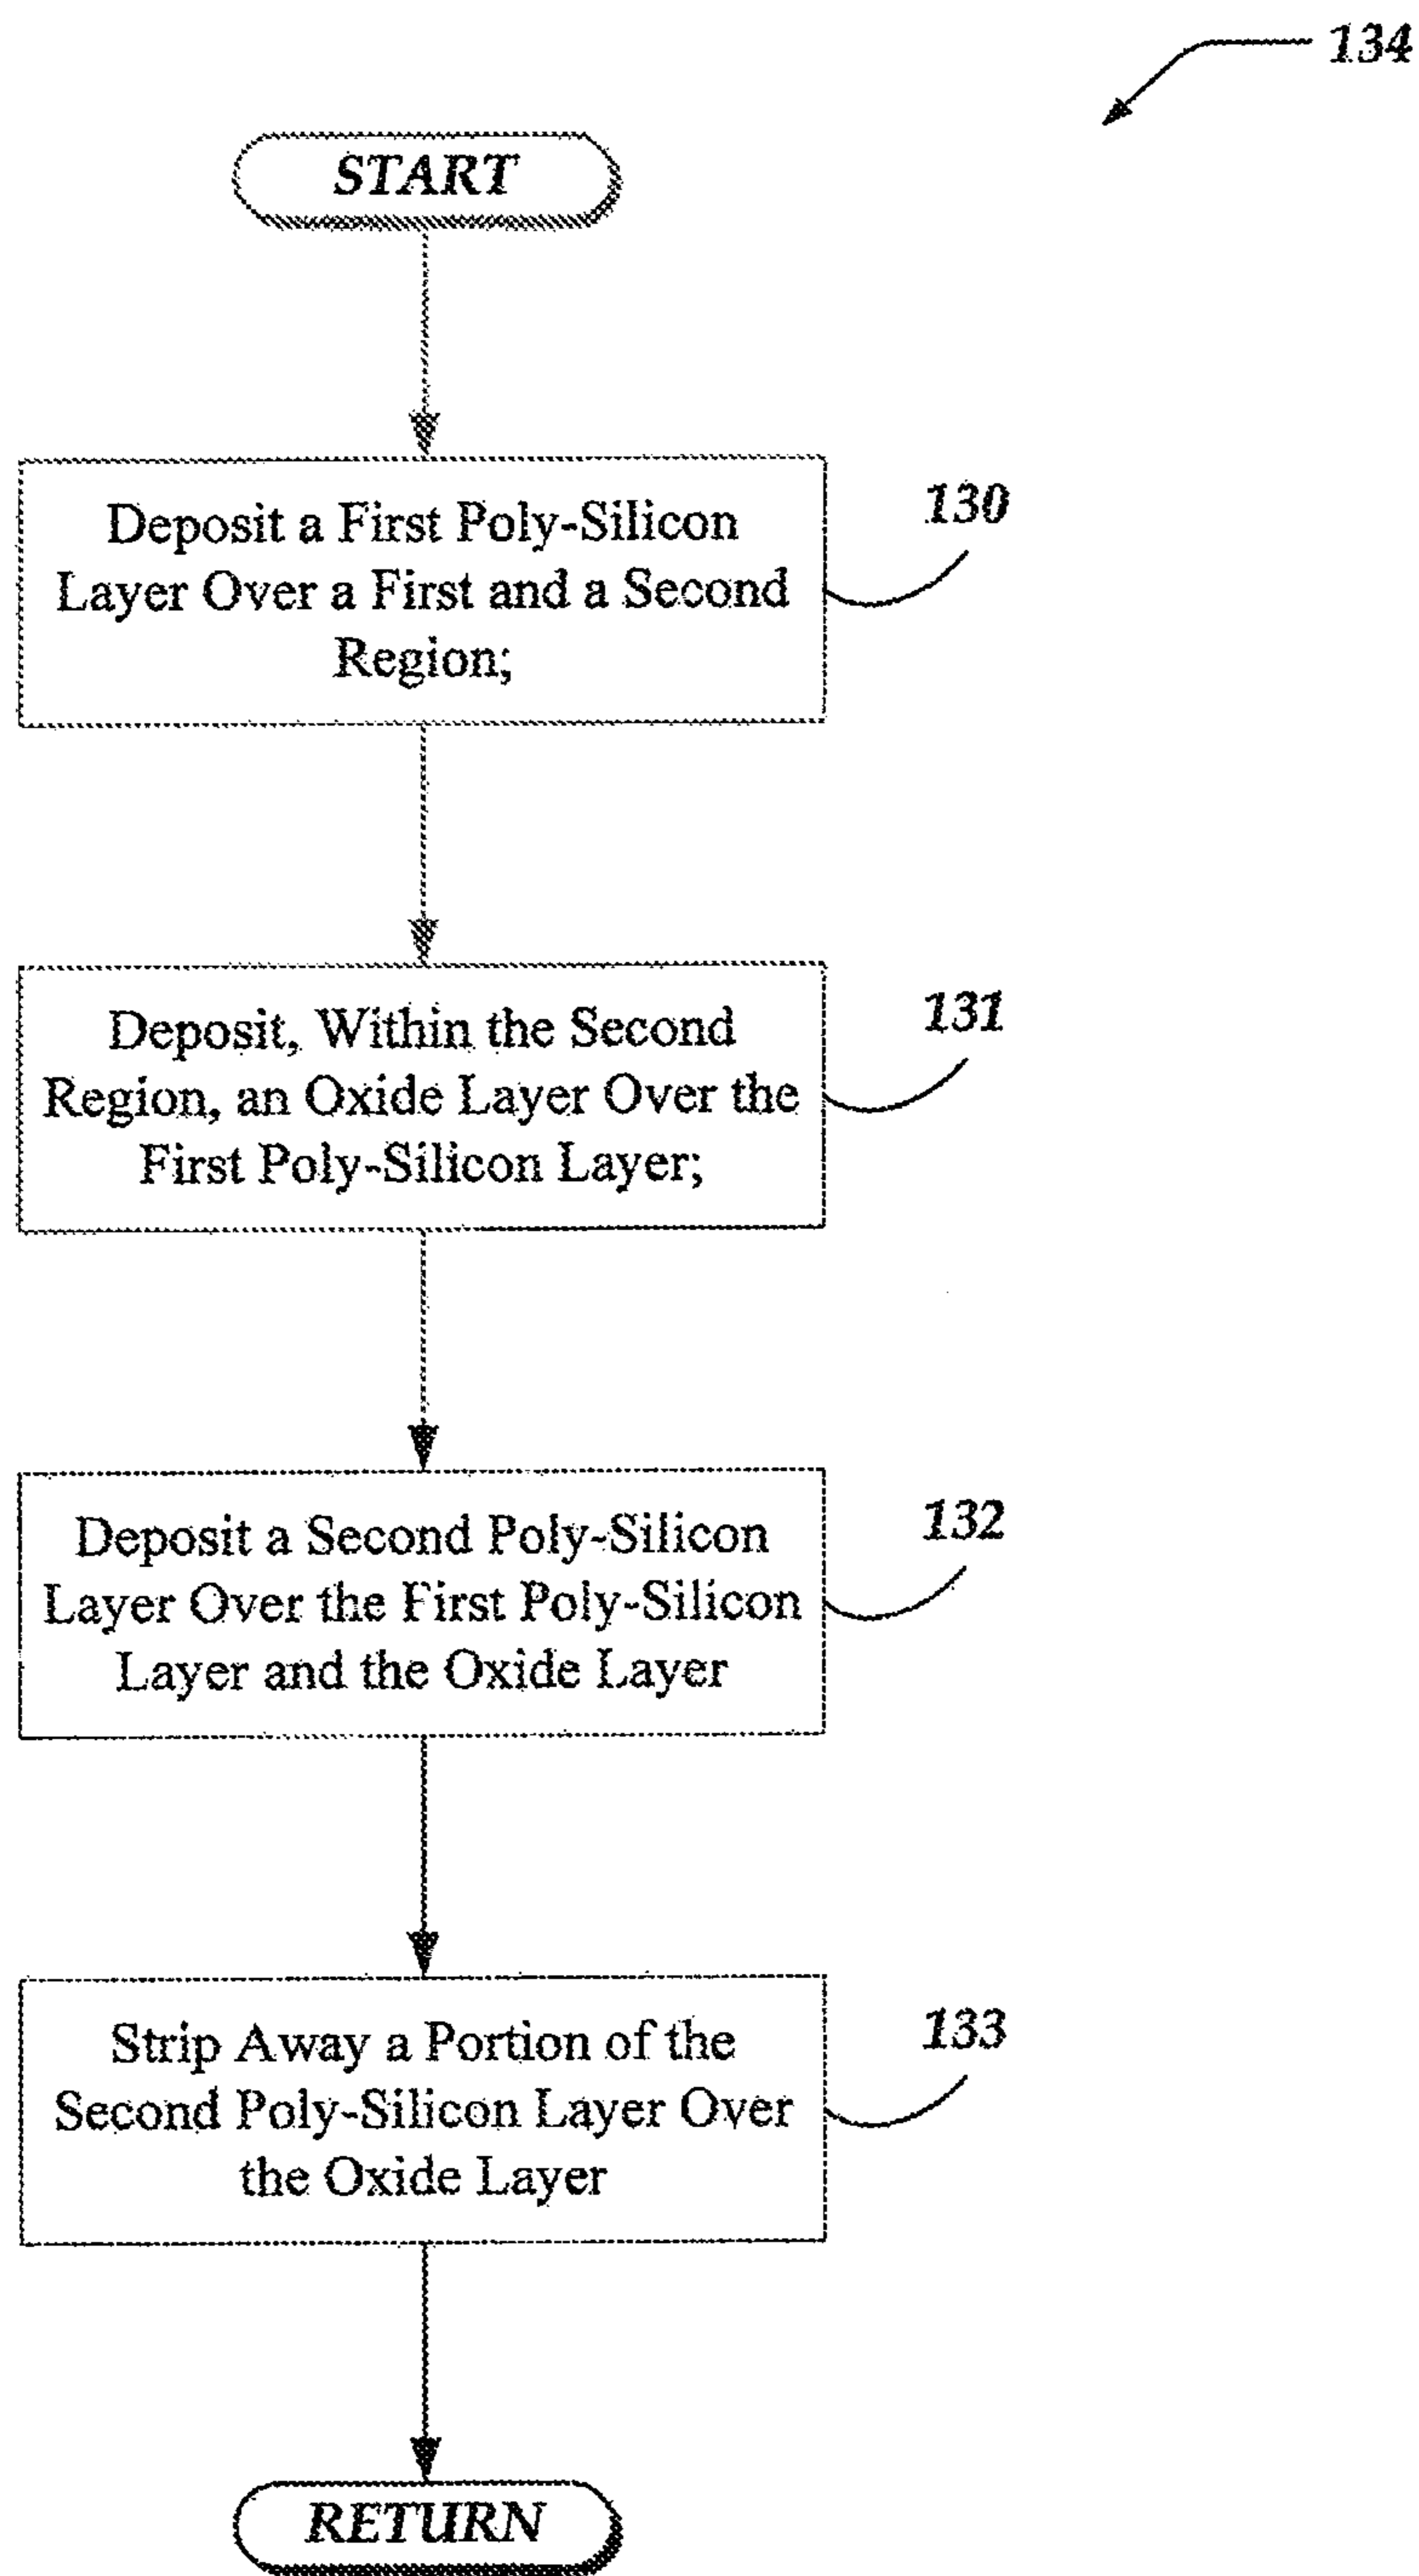 134
START
Deposit a First Poly-Silicon
Layer Over a First and a Second
Region;
130
Deposit, Within the Second
Region, an Oxide Layer Over the
First Poly-Silicon Layer;
131
Deposit a Second Poly-Silicon
Layer Over the First Poly-Silicon
Layer and the Oxide Layer
132
Strip Away a Portion of the
Second Poly-Silicon Layer Over
the Oxide Layer
133
RETURN